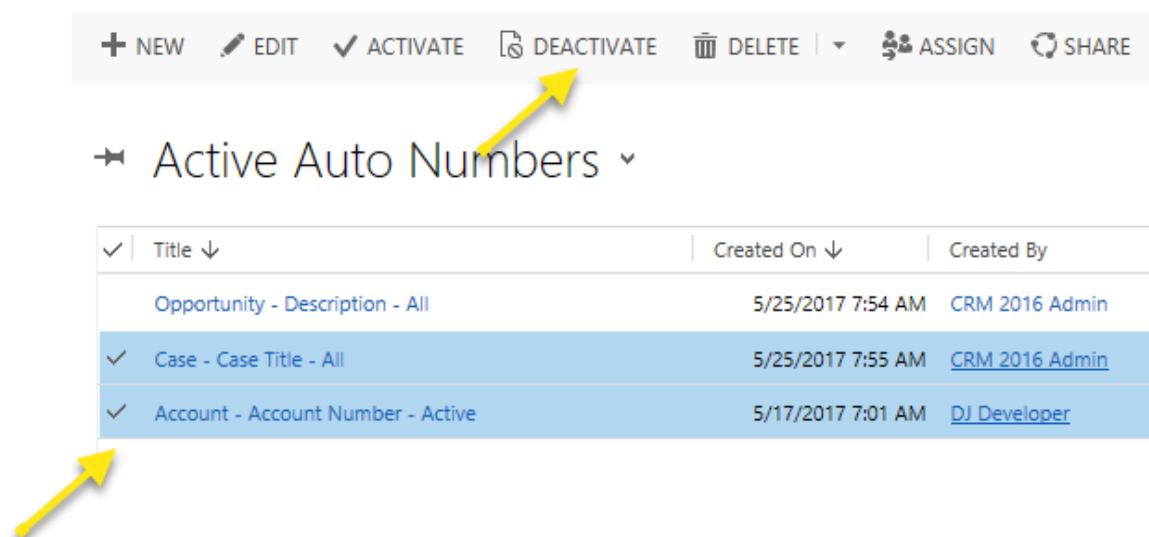 NEW EDIT ACTIVATE DEACTIVATE DELETE ASSIGN SHARE
Active Auto Numbers
Title Created On Created By
Opportunity - Description - All 5/25/2017 7:54 AM CRM 2016 Admin
Case - Case Title - All 5/25/2017 7:55 AM CRM 2016 Admin
Account - Account Number - Active 5/17/2017 7:01 AM DJ Developer